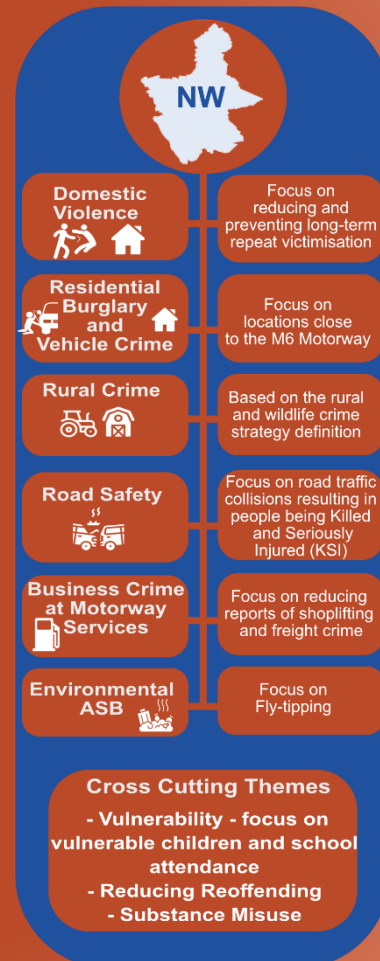 NW
Domestic
Violence
Focus on
reducing and
preventing long-term
repeat victimisation
Residential
Burglary
and
Vehicle Crime
Focus on
locations close
to the M6 Motorway
Rural Crime
Based on the rural
and wildlife crime
strategy definition
Road Safety
Focus on road traffic
collisions resulting in
people being Killed
and Seriously
Injured (KSI)
Business Crime
at Motorway
Services
Focus on reducing
reports of shoplifting
and freight crime
Environmental
ASB
Focus on
Fly-tipping
Cross Cutting Themes
- Vulnerability - focus on
vulnerable children and school
attendance
- Reducing Reoffending
- Substance Misuse